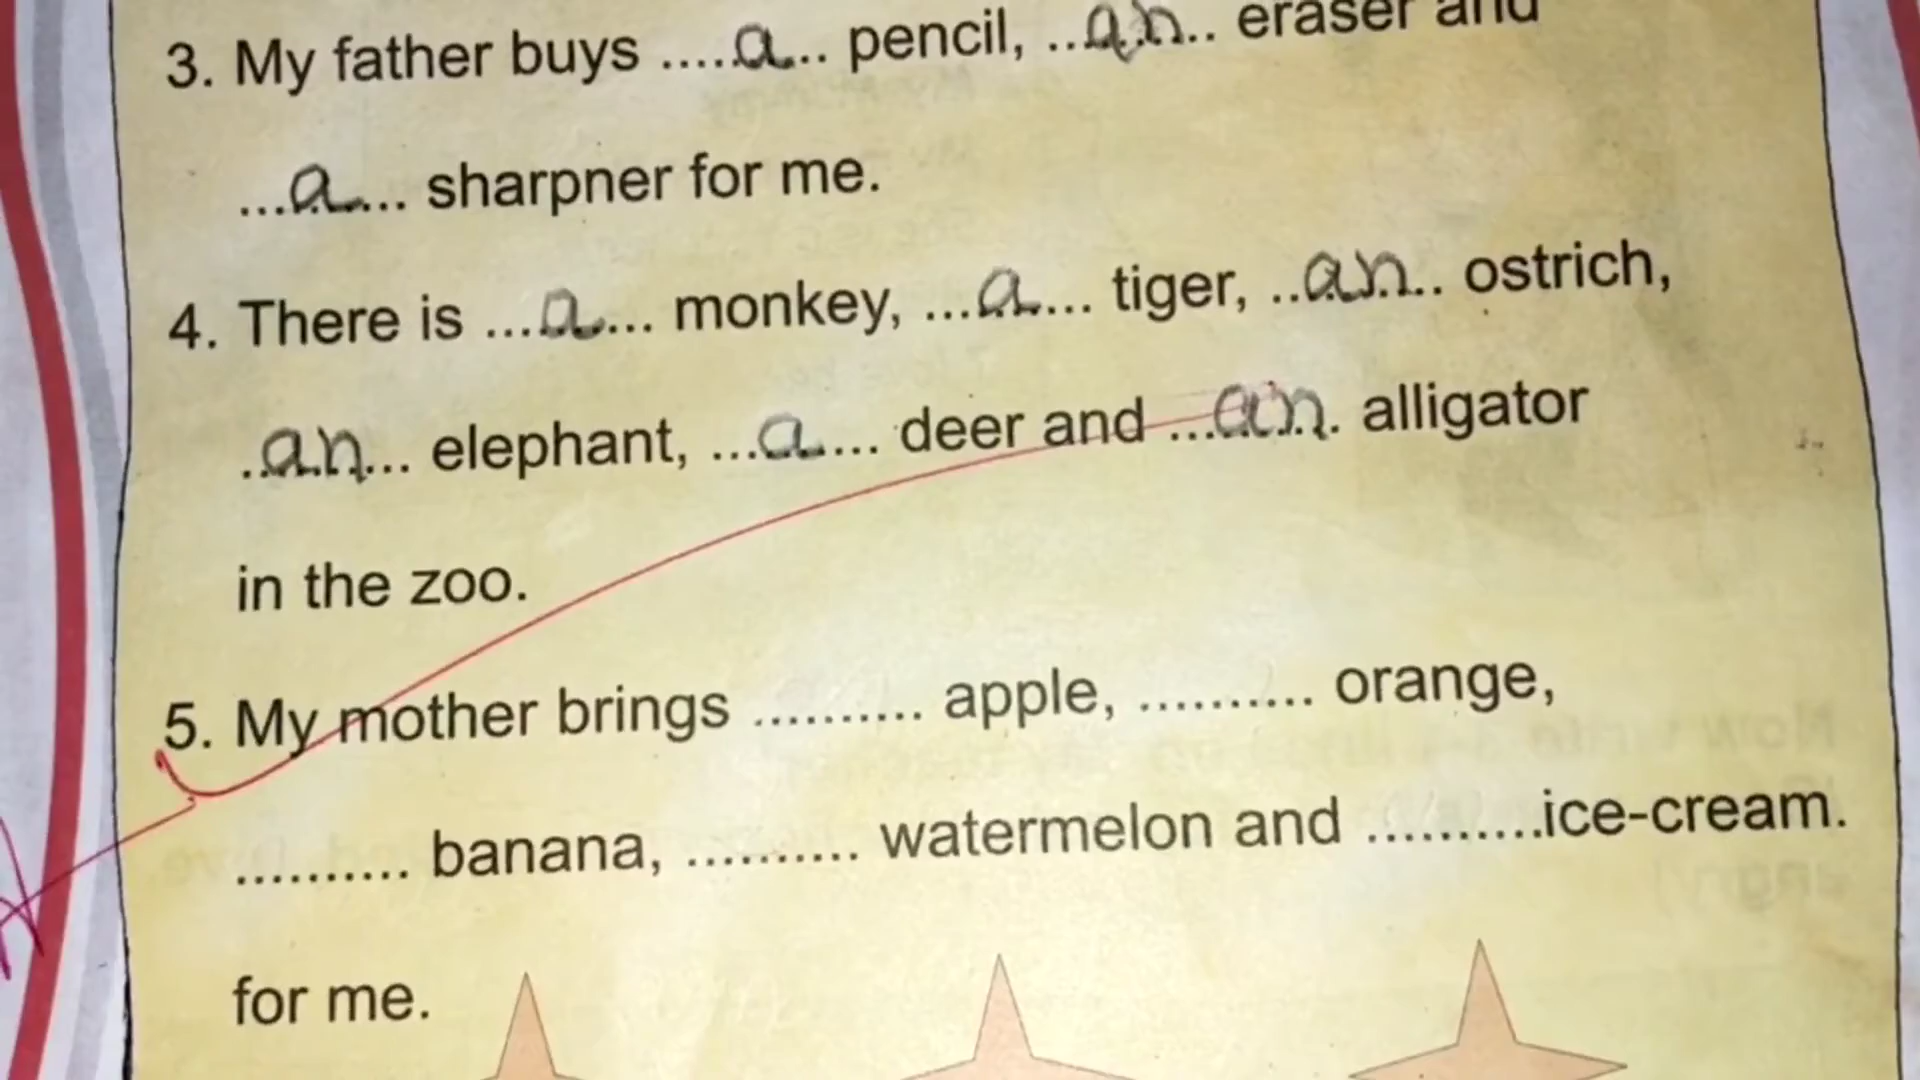 3. My father buys .....a... pencil, ..an.. eraser and
...a.... sharpner for me.
4. There is ....a.... monkey, ...a.... tiger, ..an.. ostrich,
.an... elephant, ...a.... deer and ...an. alligator
in the zoo.
5. My mother brings .......... apple, .......... orange,
.......... banana, .......... watermelon and ..........ice-cream.
for me.